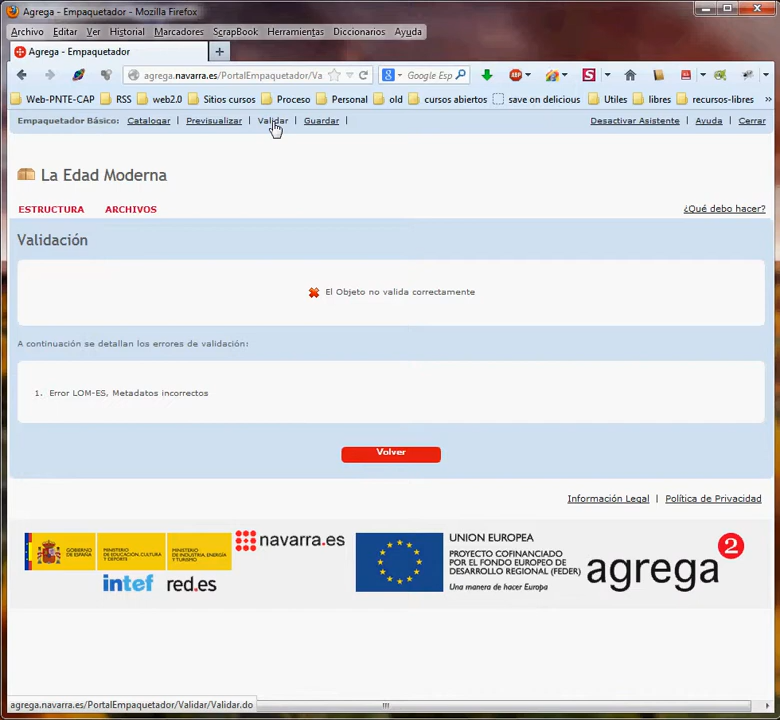 Agrega - Empaquetador - Mozilla Firefox
Archivo Editar Ver Historial Marcadores ScrapBook Herramientas Diccionarios Ayuda
Agrega - Empaquetador
agrega.navarra.es/PortalEmpaquetador/Va
Google Esp
Web-PNTE-CAP RSS web2.0 Sitios cursos Proceso Personal old cursos abiertos save on delicious Utiles libres recursos-libres
Empaquetador Básico: Catalogar | Previsualizar | Validar | Guardar | Desactivar Asistente | Ayuda | Cerrar
La Edad Moderna
ESTRUCTURA ARCHIVOS ¿Qué debo hacer?
Validación
El Objeto no valida correctamente
A continuación se detallan los errores de validación:
1. Error LOM-ES, Metadatos incorrectos
Volver
Información Legal | Política de Privacidad
GOBIERNO DE ESPAÑA
MINISTERIO DE EDUCACIÓN, CULTURA Y DEPORTE
MINISTERIO DE INDUSTRIA, ENERGÍA Y TURISMO
intef red.es
navarra.es
UNION EUROPEA
PROYECTO COFINANCIADO
POR EL FONDO EUROPEO DE
DESARROLLO REGIONAL (FEDER)
Una manera de hacer Europa
agrega 2
agrega.navarra.es/PortalEmpaquetador/Validar/Validar.do